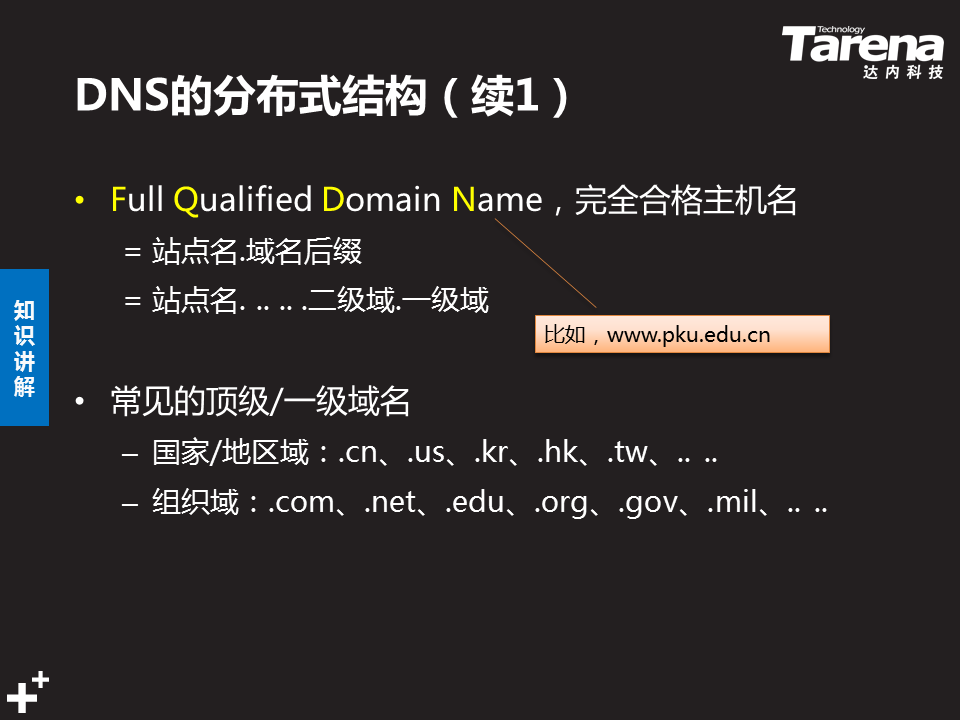 Technology
Tarena
达内科技
DNS的分布式结构（续1）
• Full Qualified Domain Name，完全合格主机名
= 站点名.域名后缀
= 站点名. .. .. .二级域.一级域
比如，www.pku.edu.cn
知识讲解
• 常见的顶级/一级域名
– 国家/地区域：.cn、.us、.kr、.hk、.tw、.. ..
– 组织域：.com、.net、.edu、.org、.gov、.mil、.. ..